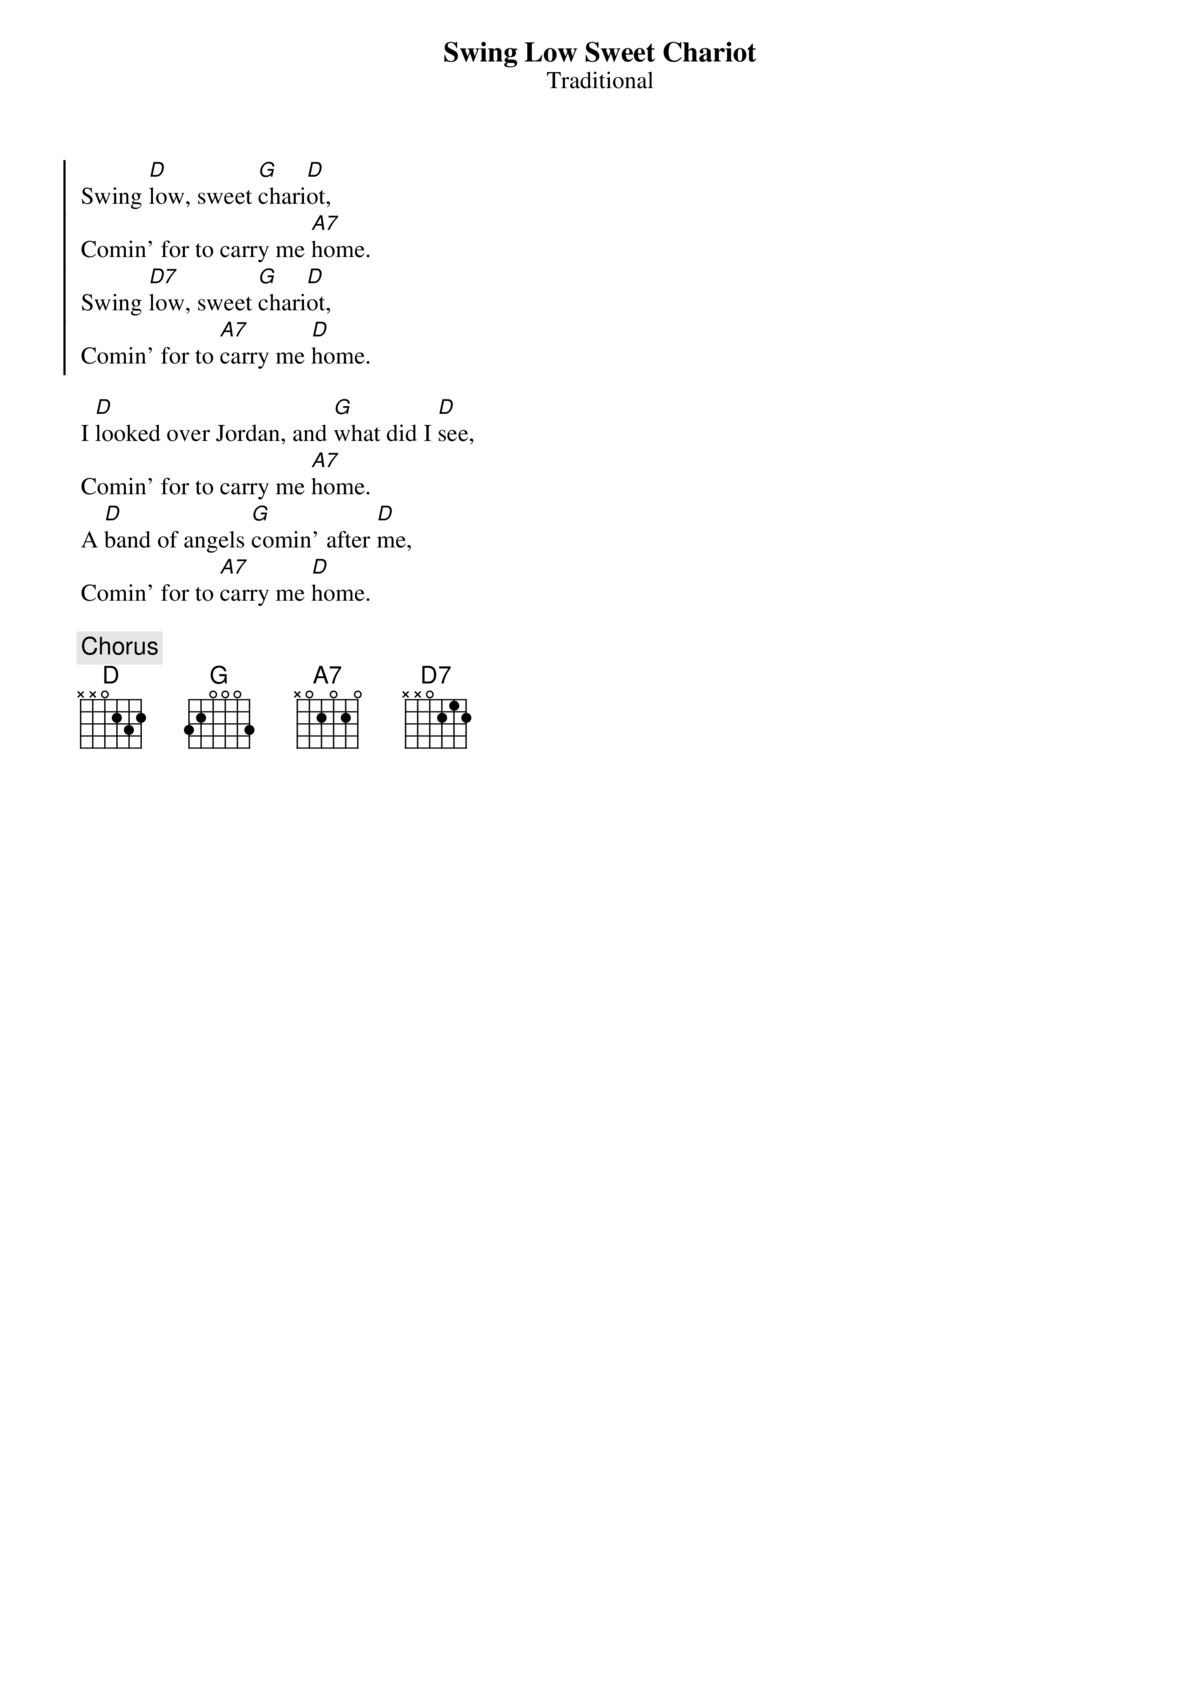 Swing Low Sweet Chariot
Traditional
D G D
Swing low, sweet chariot,
A7
Comin’ for to carry me home.
D7 G D
Swing low, sweet chariot,
A7 D
Comin’ for to carry me home.
D G D
I looked over Jordan, and what did I see,
A7
Comin’ for to carry me home.
D G D
A band of angels comin’ after me,
A7 D
Comin’ for to carry me home.
Chorus
D G A7 D7